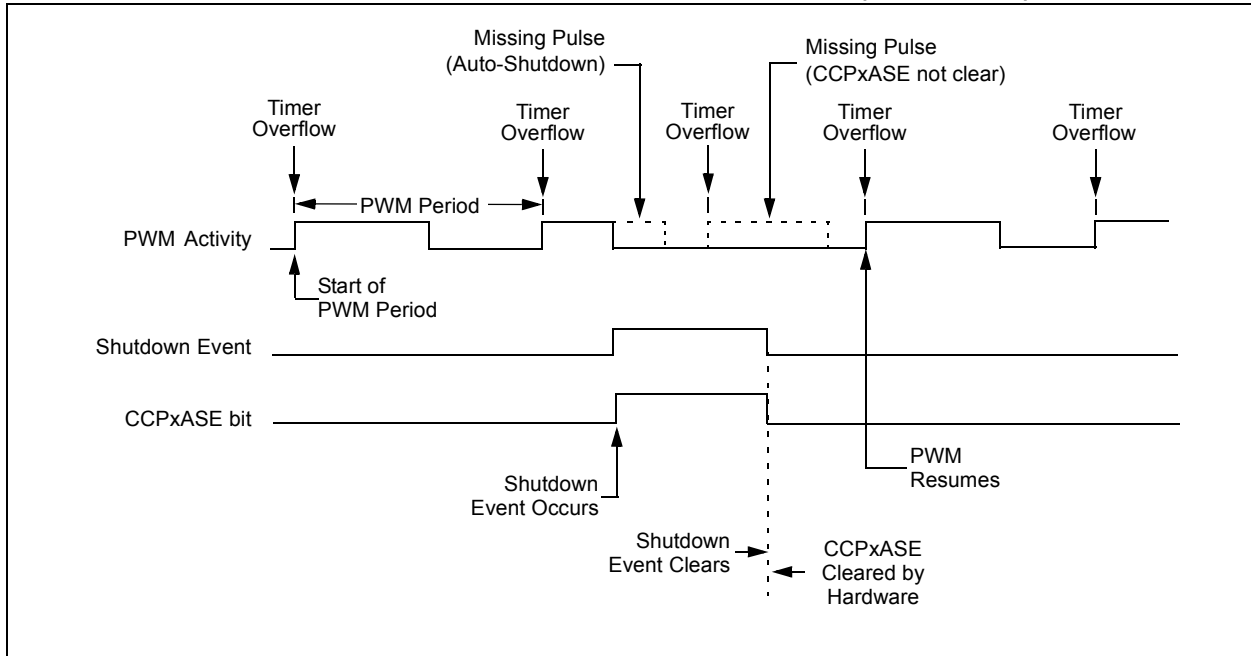 Missing Pulse
(Auto-Shutdown)
Missing Pulse
(CCPxASE not clear)
Timer
Overflow
Timer
Overflow
Timer
Overflow
Timer
Overflow
Timer
Overflow
PWM Period
PWM Activity
Start of
PWM Period
Shutdown Event
CCPxASE bit
Shutdown
Event Occurs
PWM
Resumes
Shutdown
Event Clears
CCPxASE
Cleared by
Hardware